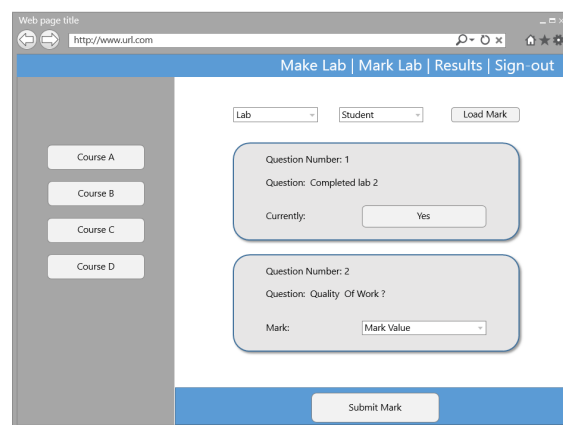 Web page title
http://www.url.com
Make Lab | Mark Lab | Results | Sign-out
Lab
Student
Load Mark
Course A
Course B
Course C
Course D
Question Number: 1
Question: Completed lab 2
Currently:
Yes
Question Number: 2
Question: Quality Of Work ?
Mark:
Mark Value
Submit Mark